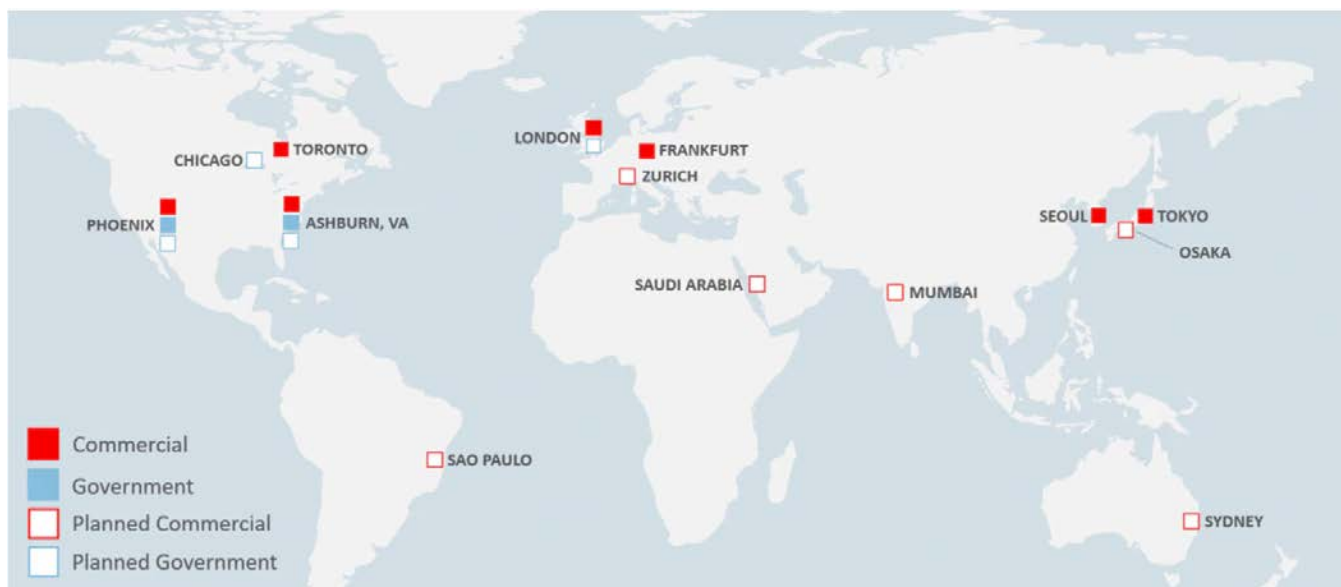 LONDON
TORONTO
FRANKFURT
CHICAGO
ZURICH
PHOENIX
ASHBURN, VA
SEOUL
TOKYO
OSAKA
SAUDI ARABIA
MUMBAI
SAO PAULO
SYDNEY
Commercial
Government
Planned Commercial
Planned Government